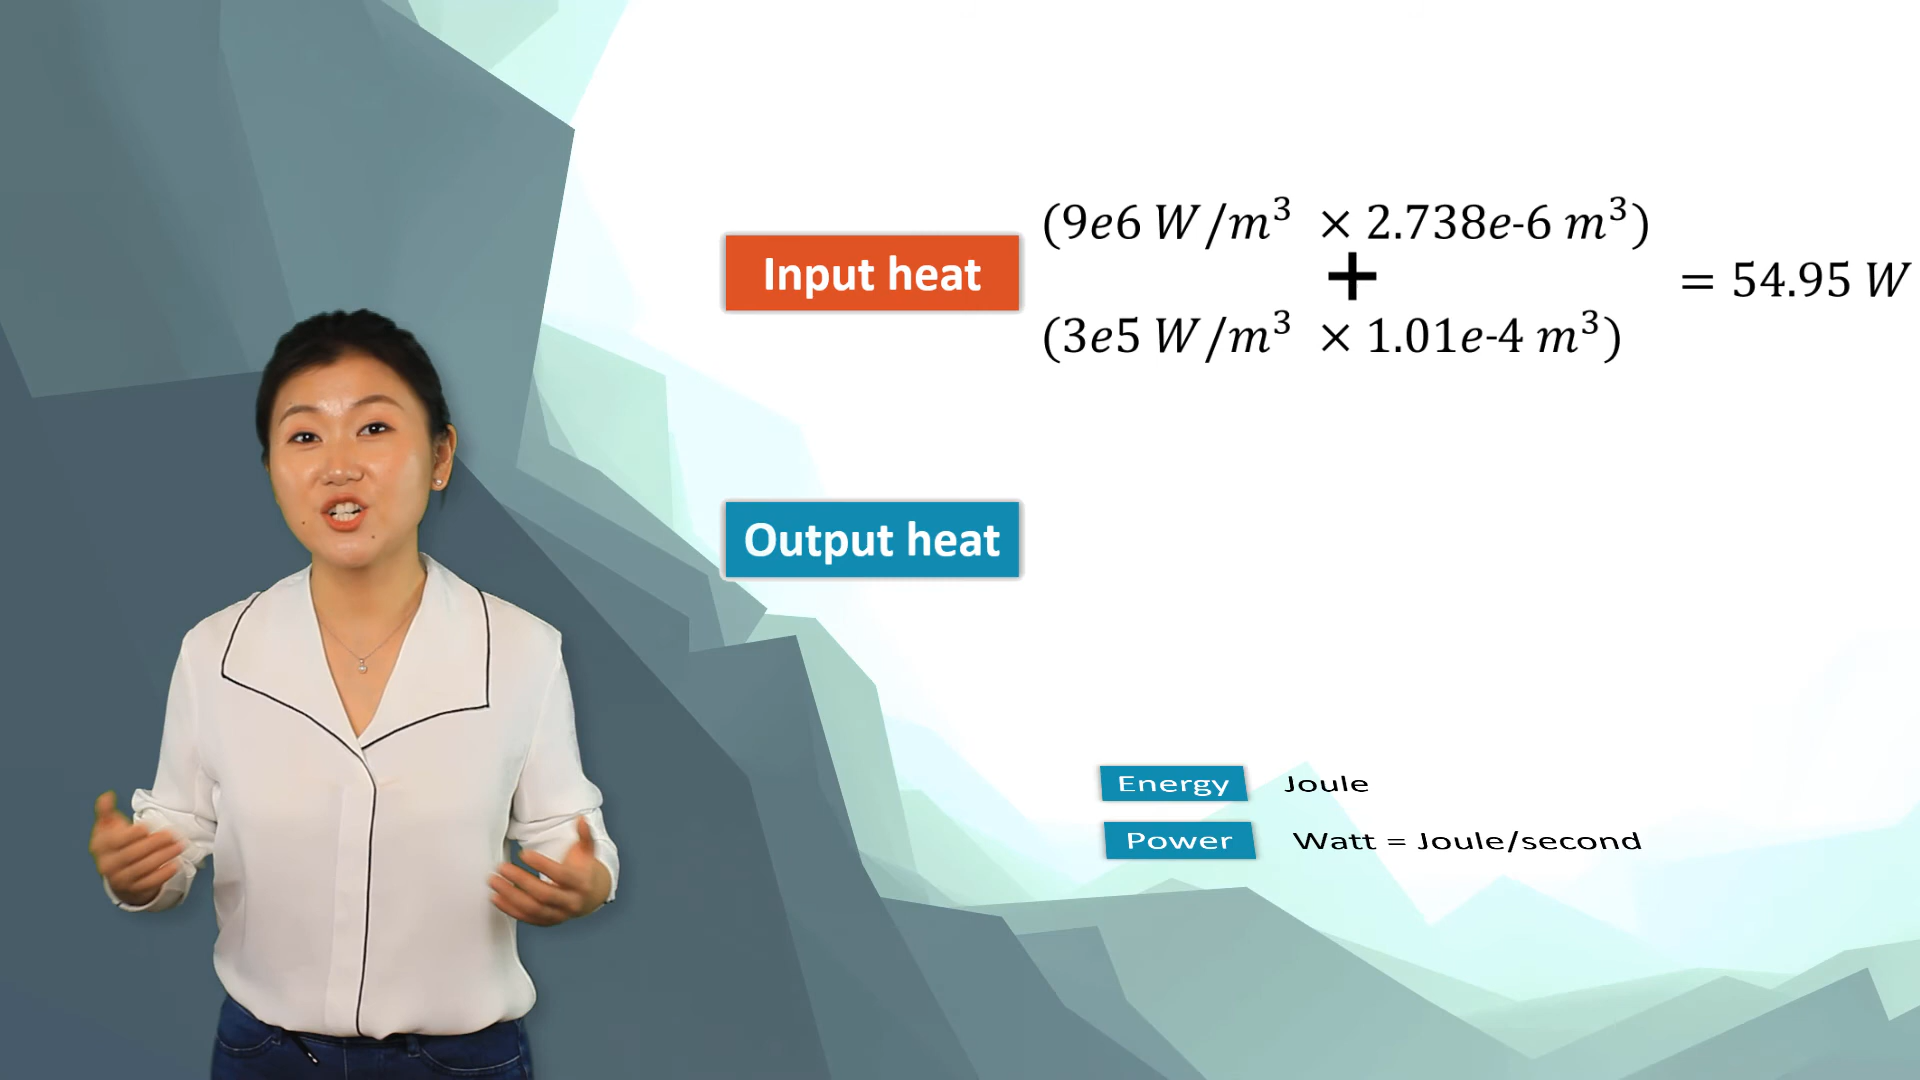 (9e6 W/m³ × 2.738e-6 m³)
Input heat + = 54.95 W
(3e5 W/m³ × 1.01e-4 m³)
Output heat
Energy Joule
Power Watt = Joule/second